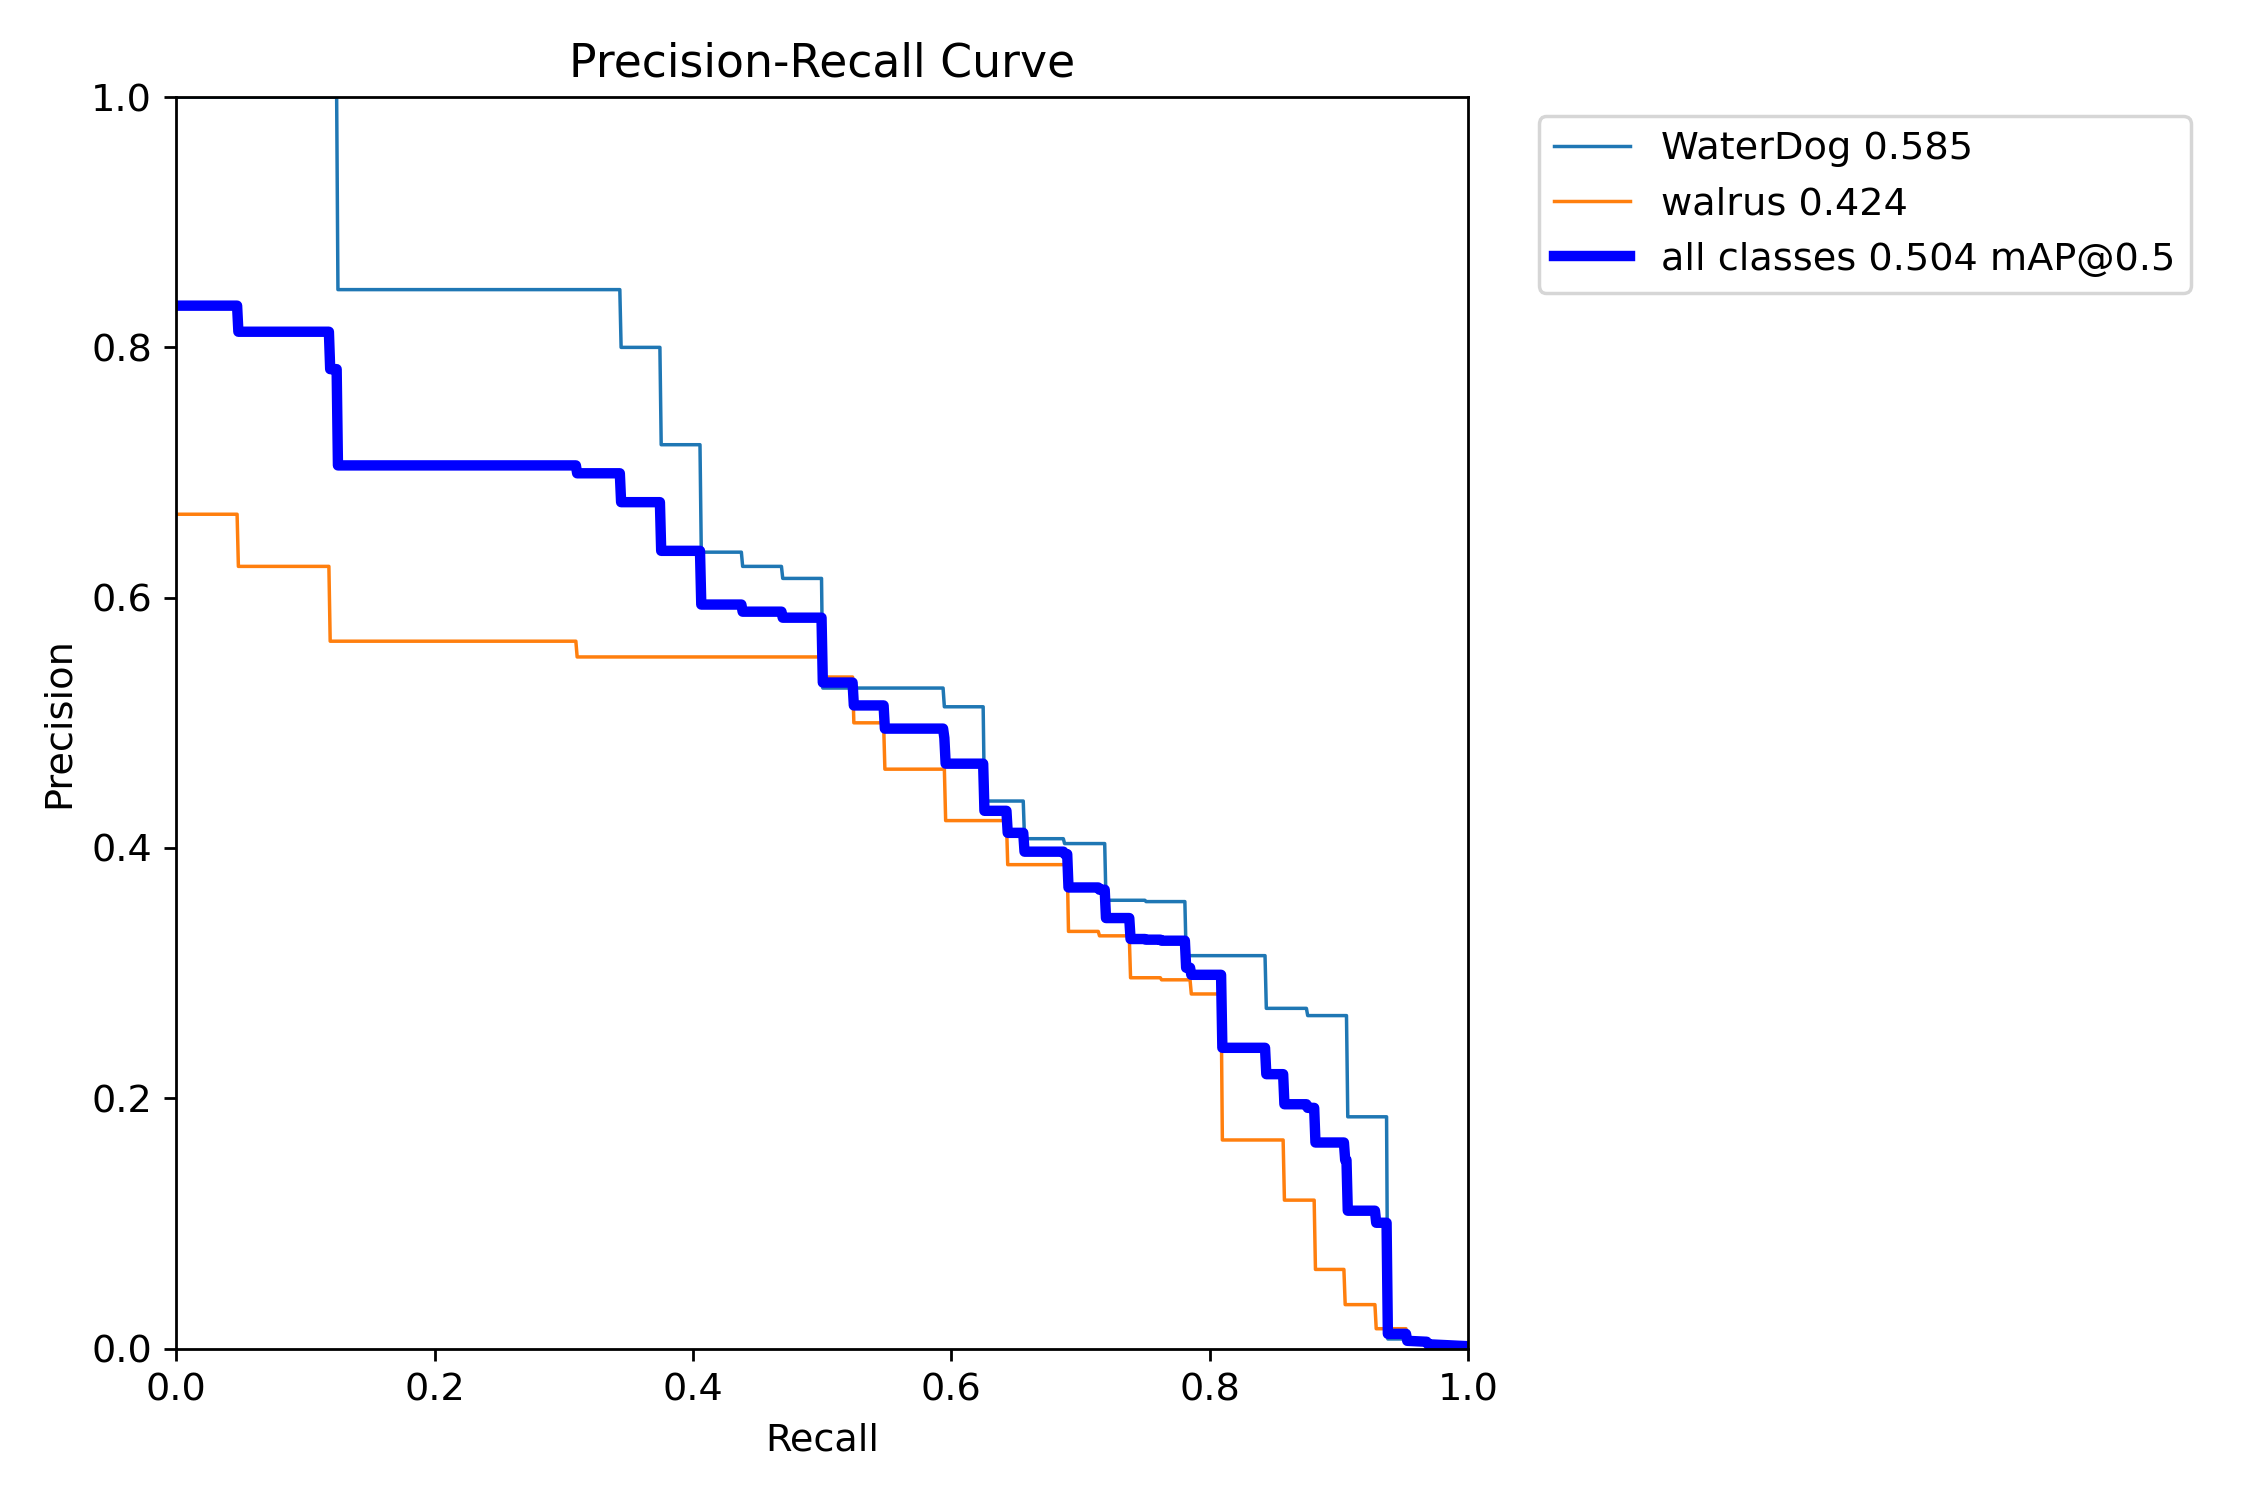 Precision-Recall Curve
1.0
0.8
0.6
0.4
0.2
0.0
Precision
0.0 0.2 0.4 0.6 0.8 1.0
Recall
WaterDog 0.585
walrus 0.424
all classes 0.504 mAP@0.5